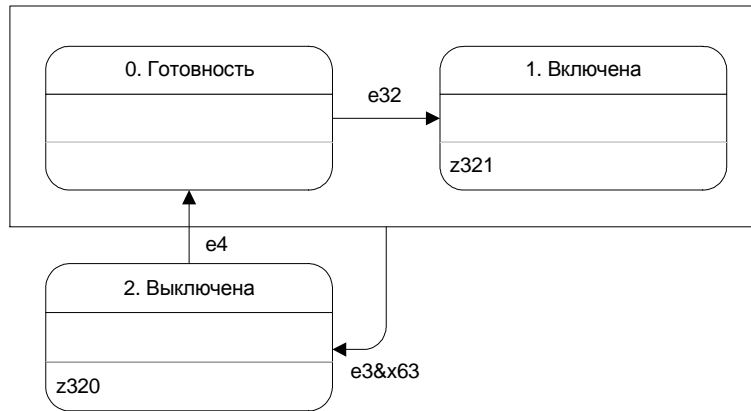 0. Готовность
1. Включена
e32
z321
e4
2. Выключена
e3&x63
z320